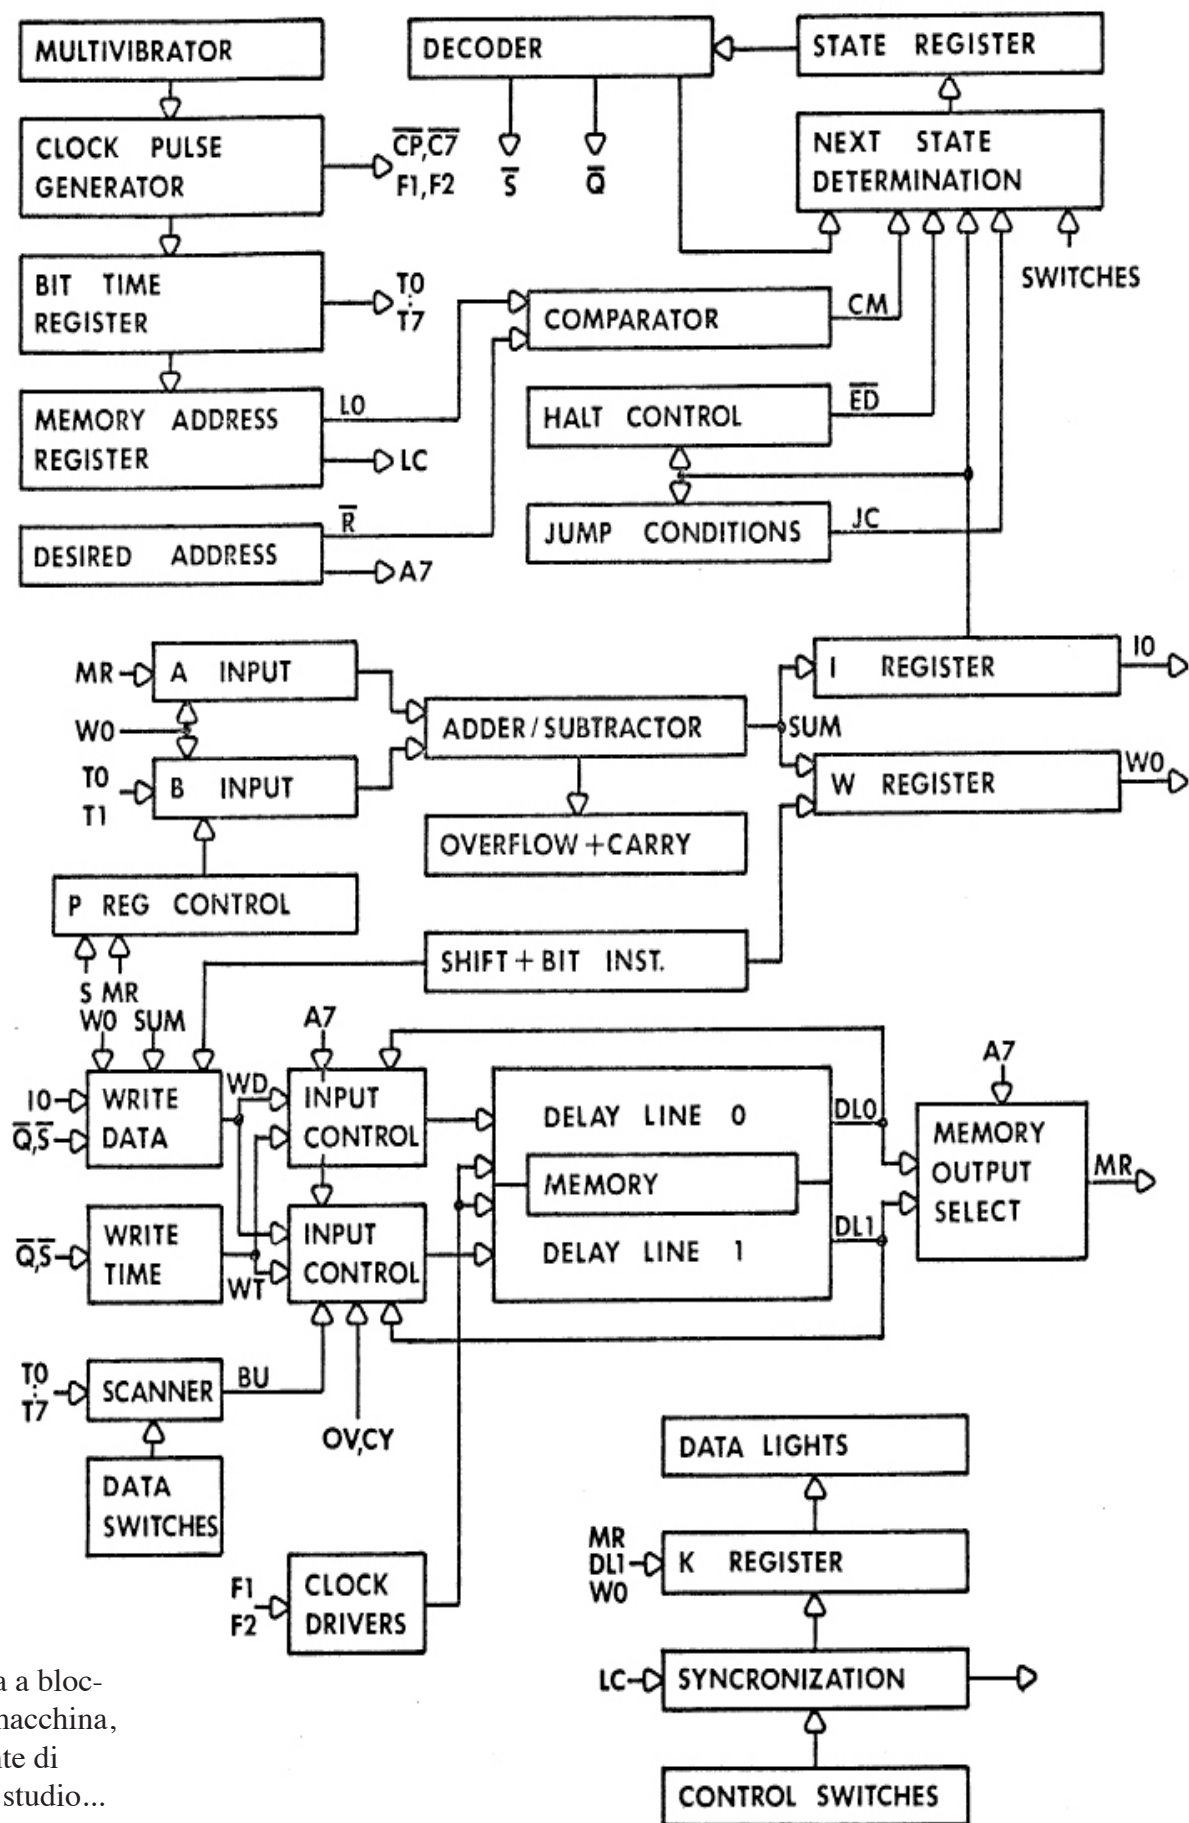 MULTIVIBRATOR
DECODER
STATE REGISTER
CLOCK PULSE
GENERATOR
C̅P̅, C̅7̅
F1, F2
S̅
Q̅
NEXT STATE
DETERMINATION
SWITCHES
BIT TIME
REGISTER
T0
:
T7
COMPARATOR
CM
MEMORY ADDRESS
REGISTER
L0
LC
HALT CONTROL
E̅D̅
DESIRED ADDRESS
R̅
A7
JUMP CONDITIONS
JC
MR
A INPUT
W0
T0
T1
B INPUT
ADDER/SUBTRACTOR
SUM
I REGISTER
I0
W REGISTER
W0
OVERFLOW+CARRY
P REG CONTROL
SHIFT+BIT INST.
S MR
W0 SUM
A7
I0
Q̅,S̅
WRITE
DATA
WD
INPUT
CONTROL
DELAY LINE 0
DL0
A7
MEMORY
OUTPUT
SELECT
MR
MEMORY
Q̅,S̅
WRITE
TIME
WT
INPUT
CONTROL
DELAY LINE 1
DL1
T0
:
T7
SCANNER
BU
OV,CY
DATA
SWITCHES
DATA LIGHTS
MR
DL1
W0
K REGISTER
F1
F2
CLOCK
DRIVERS
LC
SYNCRONIZATION
CONTROL SWITCHES
a a bloc-
macchina,
te di
studio...